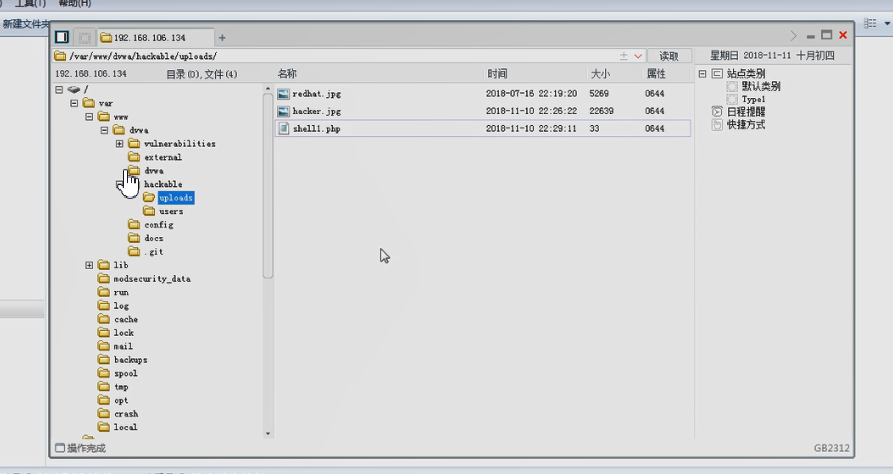 工具(T) 帮助(H)
新建文件夹
192.168.106.134
/var/www/dvwa/hackable/uploads/
读取
星期日 2018-11-11 十月初四
192.168.106.134 目录(0),文件(4) 名称 时间 大小 属性
/
var
www
dvwa
vulnerabilities
external
dvwa
hackable
uploads
users
config
docs
.git
lib
modsecurity_data
run
log
cache
lock
mail
backups
spool
tmp
opt
crash
local
redhat.jpg 2018-07-16 22:19:20 5269 0644
hacker.jpg 2018-11-10 22:26:22 22639 0644
shell1.php 2018-11-10 22:29:11 33 0644
站点类别
默认类别
Type1
日程提醒
快捷方式
操作完成
GB2312